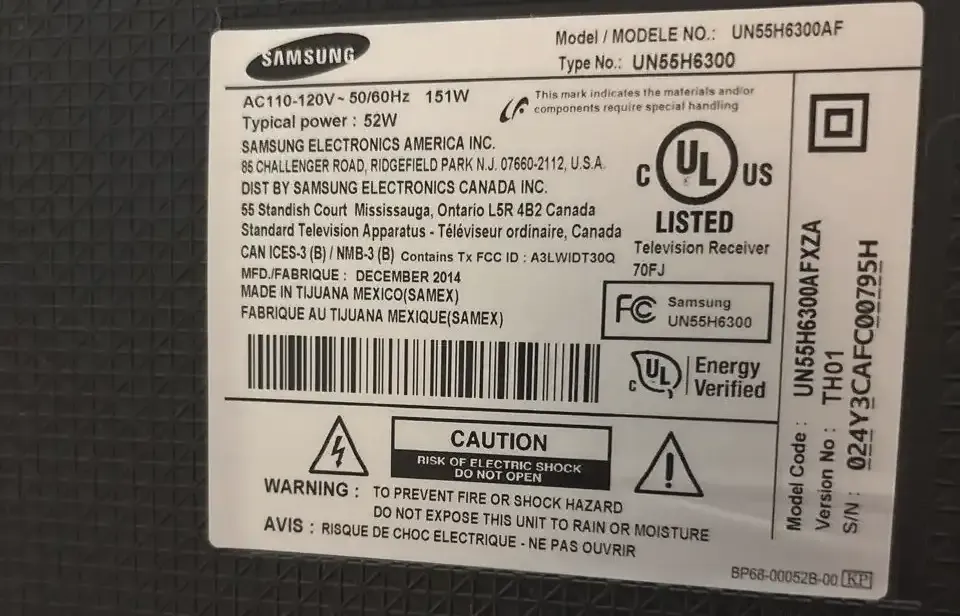 SAMSUNG
Model / MODELE NO.: UN55H6300AF
Type No.: UN55H6300
AC110-120V~ 50/60Hz 151W
Typical power : 52W
This mark indicates the materials and/or
components require special handling
SAMSUNG ELECTRONICS AMERICA INC.
85 CHALLENGER ROAD, RIDGEFIELD PARK N.J. 07660-2112, U.S.A.
DIST BY SAMSUNG ELECTRONICS CANADA INC.
55 Standish Court Mississauga, Ontario L5R 4B2 Canada
Standard Television Apparatus - Téléviseur ordinaire, Canada
CAN ICES-3 (B) / NMB-3 (B) Contains Tx FCC ID : A3LWIDT30Q
MFD./FABRIQUE : DECEMBER 2014
MADE IN TIJUANA MEXICO(SAMEX)
FABRIQUE AU TIJUANA MEXIQUE(SAMEX)
C UL US
LISTED
Television Receiver
70FJ
FC Samsung
UN55H6300
c UL Energy
Verified
CAUTION
RISK OF ELECTRIC SHOCK
DO NOT OPEN
WARNING : TO PREVENT FIRE OR SHOCK HAZARD
DO NOT EXPOSE THIS UNIT TO RAIN OR MOISTURE
AVIS : RISQUE DE CHOC ELECTRIQUE - NE PAS OUVRIR
Model Code : UN55H6300AFXZA
Version No : TH01
S/N : 024Y3CAFC00795H
BP68-00052B-00 KP